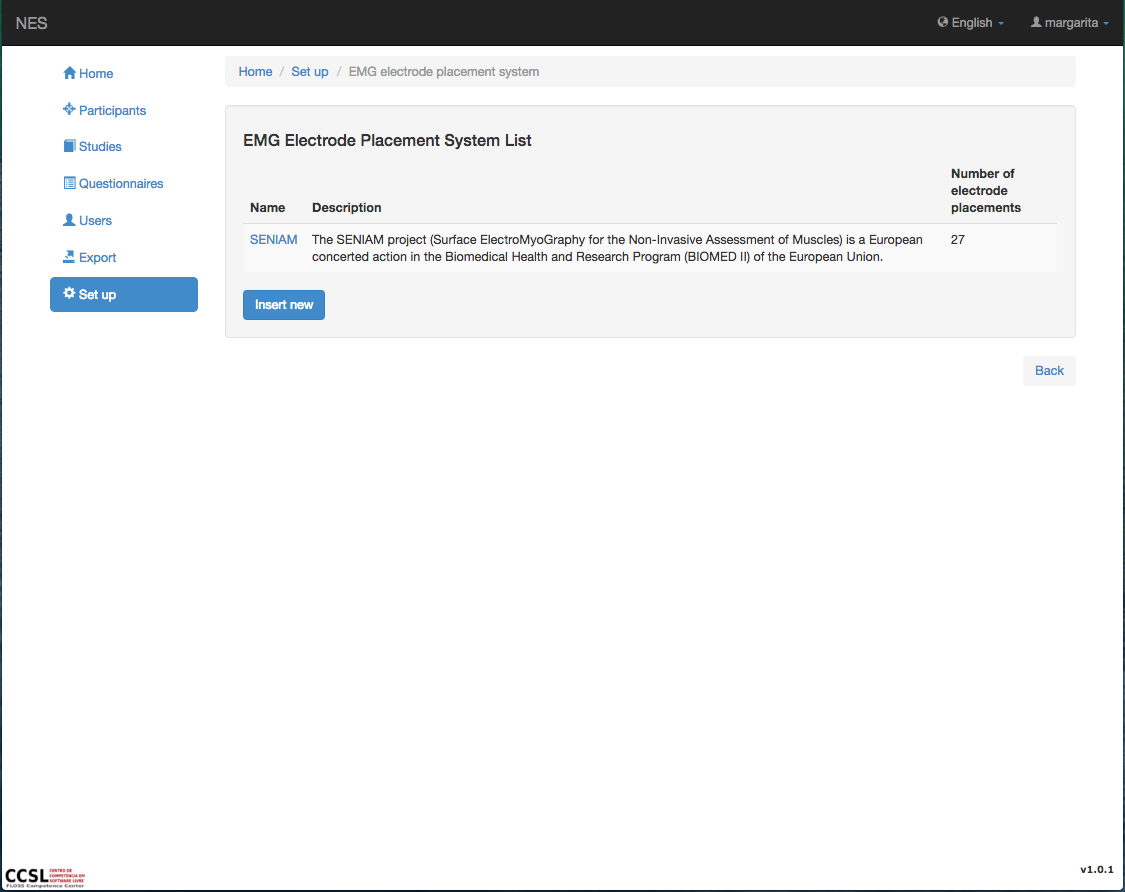 NES
English
margarita
Home
Participants
Studies
Questionnaires
Users
Export
Set up
Home / Set up / EMG electrode placement system
EMG Electrode Placement System List
Name
Description
Number of
electrode
placements
SENIAM
The SENIAM project (Surface ElectroMyoGraphy for the Non-Invasive Assessment of Muscles) is a European
concerted action in the Biomedical Health and Research Program (BIOMED II) of the European Union.
27
Insert new
Back
CCSL
CENTRO DE
COMPETENCIA EM
SOFTWARE LIVRE
FLOSS Competence Center
v1.0.1